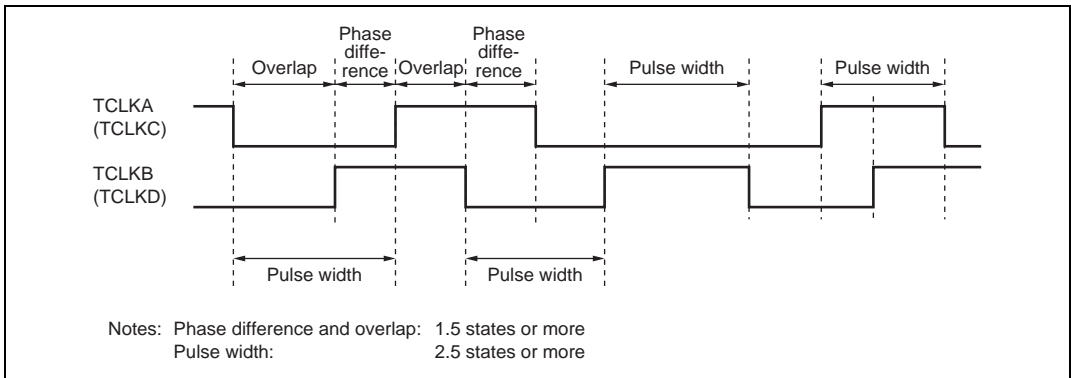 Phase
diffe-
rence
Phase
diffe-
rence
Overlap
Overlap
Pulse width
Pulse width
TCLKA
(TCLKC)
TCLKB
(TCLKD)
Pulse width
Pulse width
Notes: Phase difference and overlap: 1.5 states or more
Pulse width: 2.5 states or more